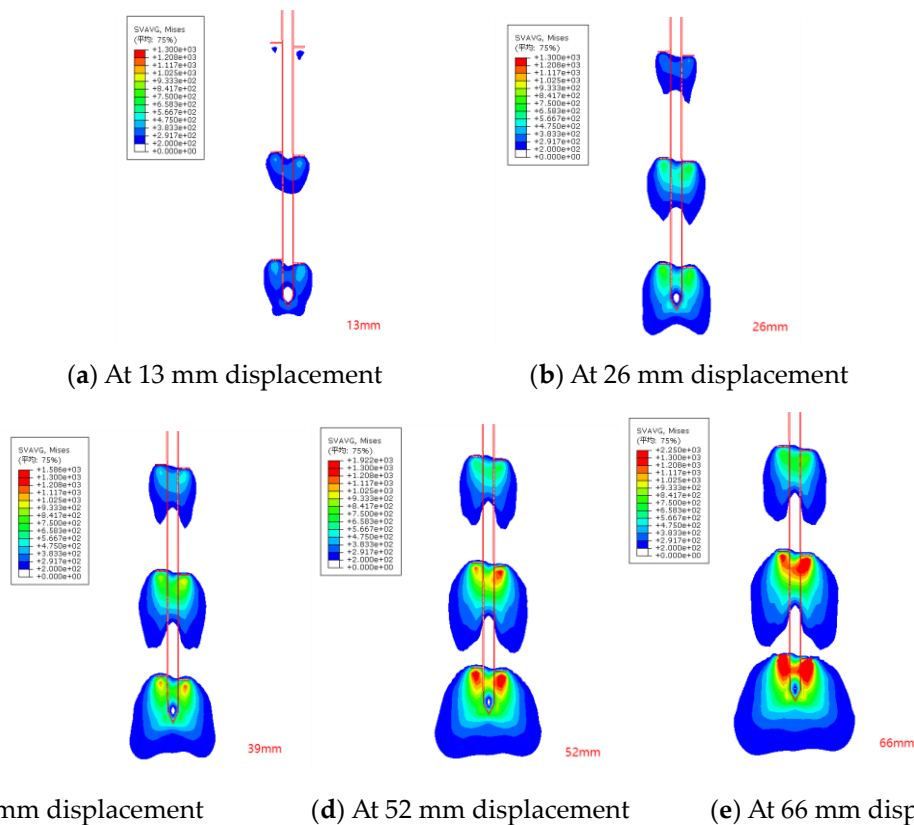 SVAVG, Mises
(平均: 75%)
+1.300e+03
+1.208e+03
+1.117e+03
+1.025e+03
+9.333e+02
+8.417e+02
+7.500e+02
+6.583e+02
+5.667e+02
+4.750e+02
+3.833e+02
+2.917e+02
+2.000e+02
+0.000e+00
13mm
SVAVG, Mises
(平均: 75%)
+1.300e+03
+1.208e+03
+1.117e+03
+1.025e+03
+9.333e+02
+8.417e+02
+7.500e+02
+6.583e+02
+5.667e+02
+4.750e+02
+3.833e+02
+2.917e+02
+2.000e+02
+0.000e+00
26mm
(a) At 13 mm displacement
(b) At 26 mm displacement
SVAVG, Mises
(平均: 75%)
+1.586e+03
+1.300e+03
+1.208e+03
+1.117e+03
+1.025e+03
+9.333e+02
+8.417e+02
+7.500e+02
+6.583e+02
+5.667e+02
+4.750e+02
+3.833e+02
+2.917e+02
+2.000e+02
+0.000e+00
39mm
SVAVG, Mises
(平均: 75%)
+1.922e+03
+1.300e+03
+1.208e+03
+1.117e+03
+1.025e+03
+9.333e+02
+8.417e+02
+7.500e+02
+6.583e+02
+5.667e+02
+4.750e+02
+3.833e+02
+2.917e+02
+2.000e+02
+0.000e+00
52mm
SVAVG, Mises
(平均: 75%)
+2.250e+03
+1.300e+03
+1.208e+03
+1.117e+03
+1.025e+03
+9.333e+02
+8.417e+02
+7.500e+02
+6.583e+02
+5.667e+02
+4.750e+02
+3.833e+02
+2.917e+02
+2.000e+02
+0.000e+00
66mm
mm displacement
(d) At 52 mm displacement
(e) At 66 mm disp